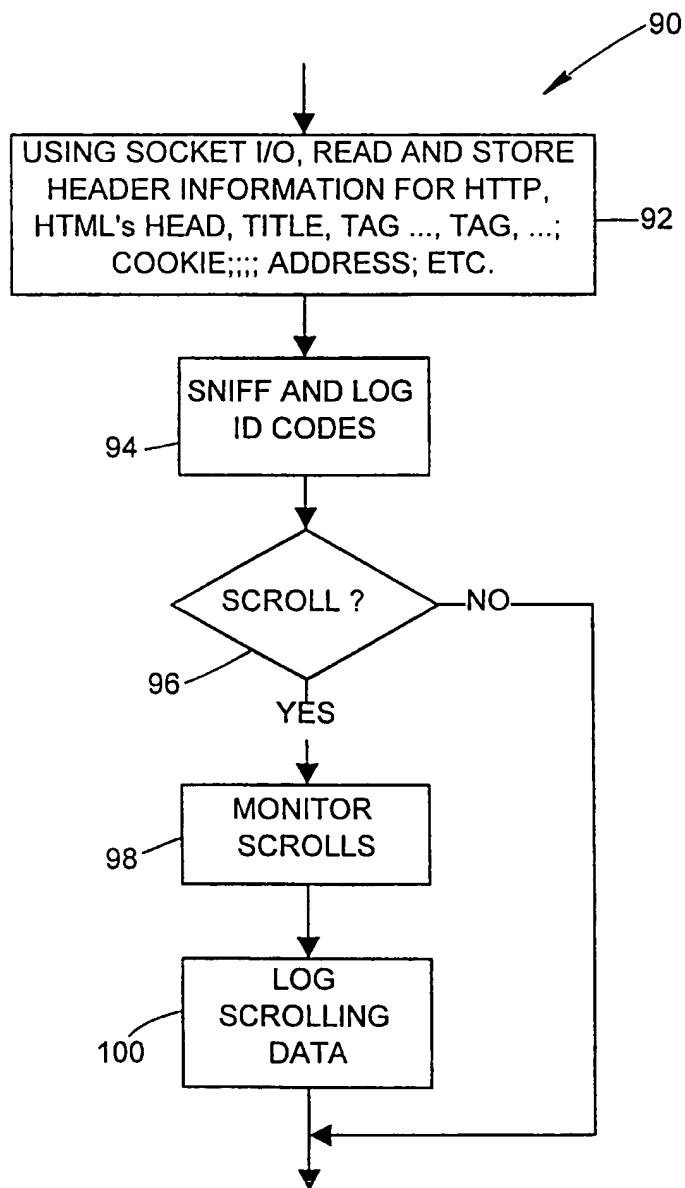 90
USING SOCKET I/O, READ AND STORE
HEADER INFORMATION FOR HTTP,
HTML's HEAD, TITLE, TAG ..., TAG, ...;
COOKIE;;;; ADDRESS; ETC.
92
SNIFF AND LOG
ID CODES
94
SCROLL ?
NO
96
YES
MONITOR
SCROLLS
98
LOG
SCROLLING
DATA
100